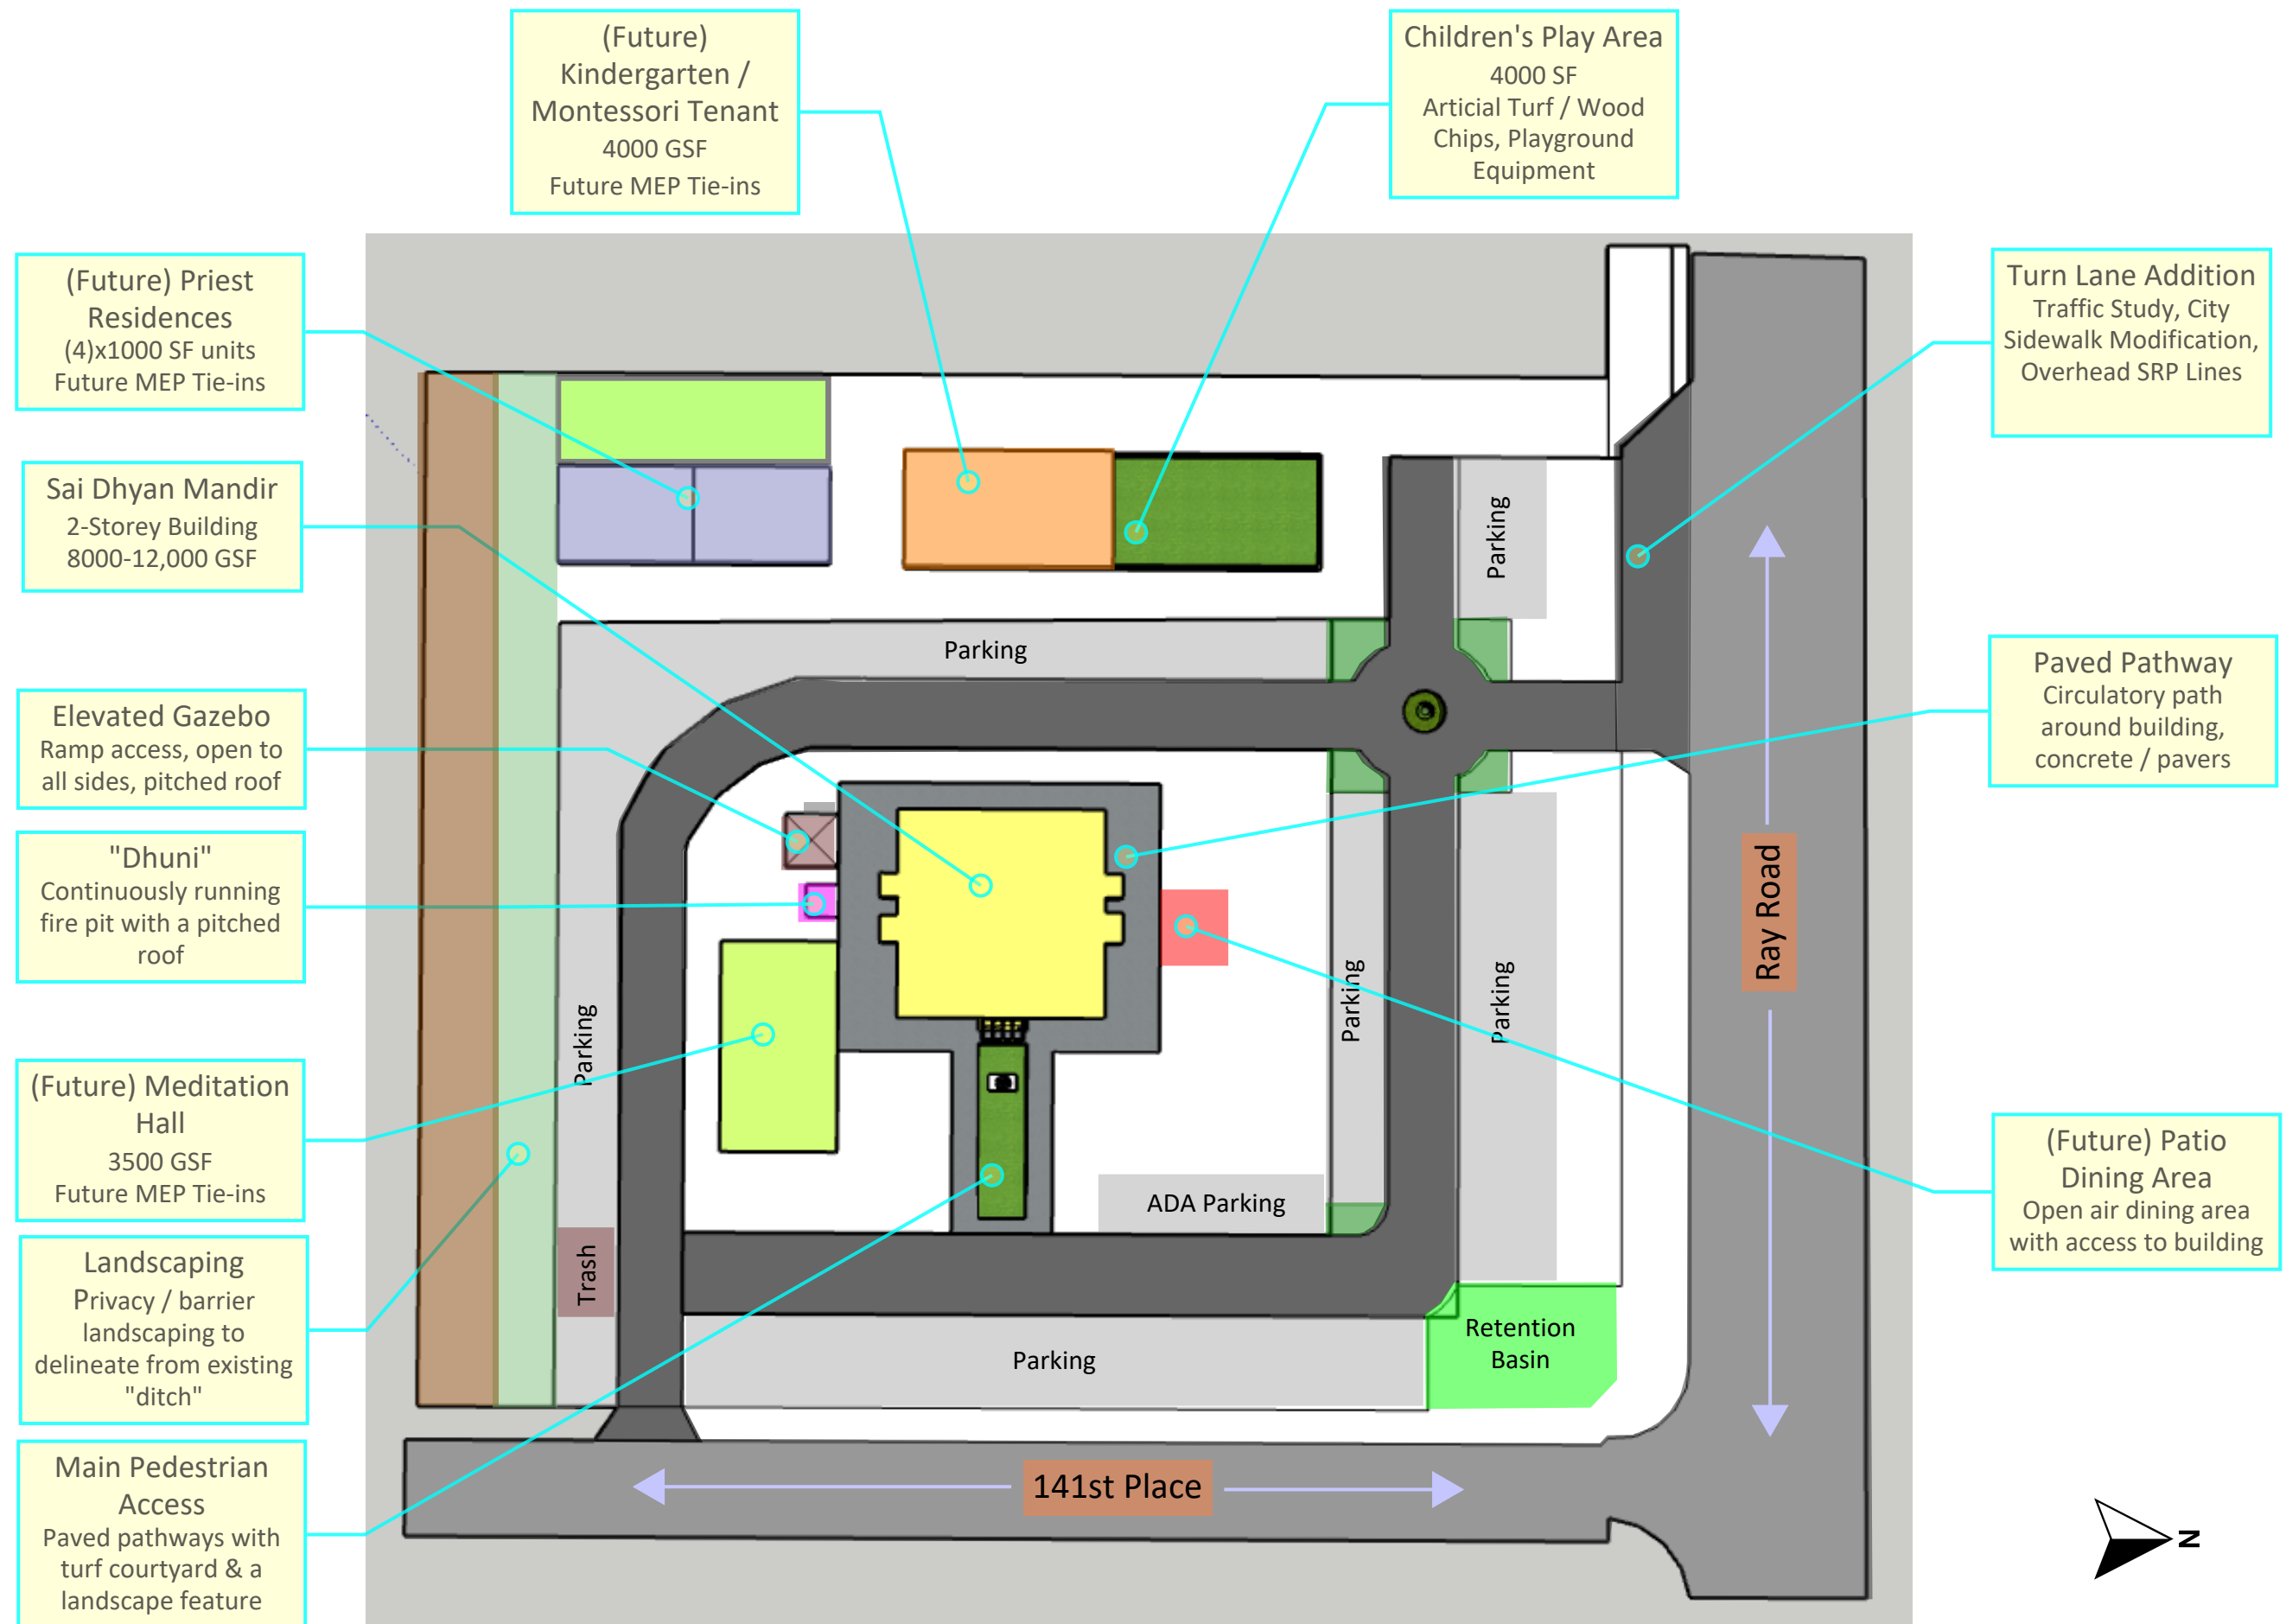 (Future)
Kindergarten /
Montessori Tenant
4000 GSF
Future MEP Tie-ins
Children's Play Area
4000 SF
Articial Turf / Wood
Chips, Playground
Equipment
(Future) Priest
Residences
(4)x1000 SF units
Future MEP Tie-ins
Sai Dhyan Mandir
2-Storey Building
8000-12,000 GSF
Elevated Gazebo
Ramp access, open to
all sides, pitched roof
"Dhuni"
Continuously running
fire pit with a pitched
roof
(Future) Meditation
Hall
3500 GSF
Future MEP Tie-ins
Landscaping
Privacy / barrier
landscaping to
delineate from existing
"ditch"
Main Pedestrian
Access
Paved pathways with
turf courtyard & a
landscape feature
Turn Lane Addition
Traffic Study, City
Sidewalk Modification,
Overhead SRP Lines
Paved Pathway
Circulatory path
around building,
concrete / pavers
(Future) Patio
Dining Area
Open air dining area
with access to building
Parking
Parking
Parking
Parking
Parking
ADA Parking
Trash
Parking
Retention
Basin
Ray Road
141st Place
N